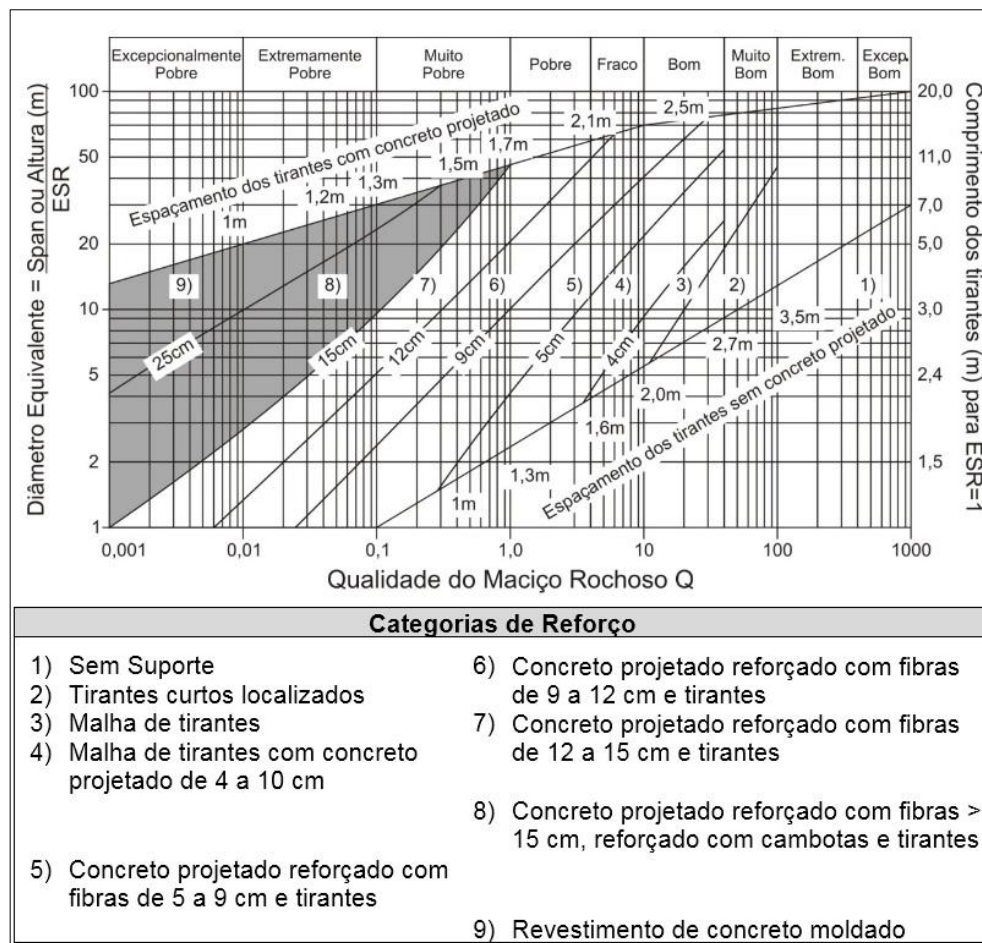 Excepcionalmente Pobre
Extremamente Pobre
Muito Pobre
Pobre
Fraco
Bom
Muito Bom
Extrem. Bom
Excep. Bom
Diâmetro Equivalente = Span ou Altura (m)
ESR
100
50
20
10
5
2
1
20,0
11,0
7,0
5,0
3,0
2,4
1,5
Comprimento dos tirantes (m) para ESR=1
Espaçamento dos tirantes com concreto projetado
1m
1,2m
1,3m
1,5m
1,7m
2,1m
2,5m
9)
8)
7)
6)
5)
4)
3)
2)
1)
25cm
15cm
12cm
9cm
5cm
4cm
3,5m
2,7m
2,0m
1,6m
1,3m
1m
Espaçamento dos tirantes sem concreto projetado
0,001
0,01
0,1
1,0
10
100
1000
Qualidade do Maciço Rochoso Q
Categorias de Reforço
1) Sem Suporte
2) Tirantes curtos localizados
3) Malha de tirantes
4) Malha de tirantes com concreto
projetado de 4 a 10 cm
5) Concreto projetado reforçado com
fibras de 5 a 9 cm e tirantes
6) Concreto projetado reforçado com fibras
de 9 a 12 cm e tirantes
7) Concreto projetado reforçado com fibras
de 12 a 15 cm e tirantes
8) Concreto projetado reforçado com fibras >
15 cm, reforçado com cambotas e tirantes
9) Revestimento de concreto moldado